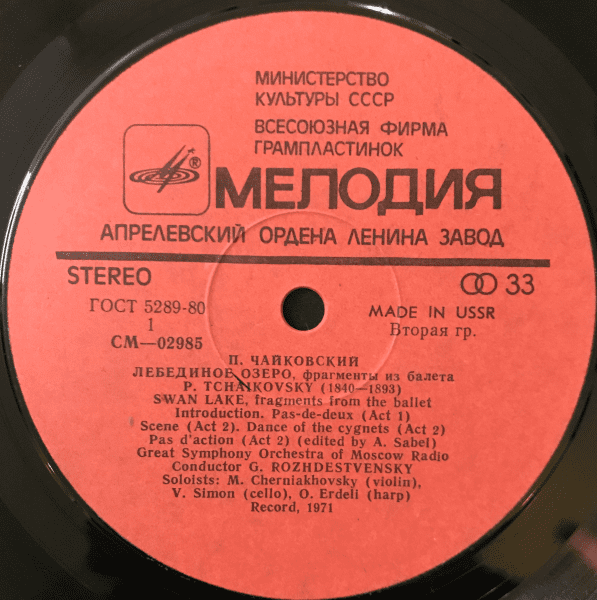 МИНИСТЕРСТВО
КУЛЬТУРЫ СССР
ВСЕСОЮЗНАЯ ФИРМА
ГРАМПЛАСТИНОК
® МЕЛОДИЯ
АПРЕЛЕВСКИЙ ОРДЕНА ЛЕНИНА ЗАВОД
STEREO
33
ГОСТ 5289-80
MADE IN USSR
1
Вторая гр.
СМ—02985
П. ЧАЙКОВСКИЙ
ЛЕБЕДИНОЕ ОЗЕРО, фрагменты из балета
P. TCHAIKOVSKY (1840—1893)
SWAN LAKE, fragments from the ballet
Introduction. Pas-de-deux (Act 1)
Scene (Act 2). Dance of the cygnets (Act 2)
Pas d'action (Act 2) (edited by A. Sabel)
Great Symphony Orchestra of Moscow Radio
Conductor G. ROZHDESTVENSKY
Soloists: M. Cherniakhovsky (violin),
V. Simon (cello), O. Erdeli (harp)
Record, 1971